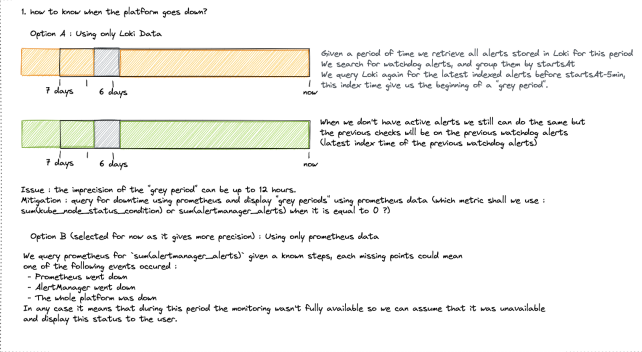 1. how to know when the platform goes down?
Option A : Using only Loki Data
Given a period of time we retrieve all alerts stored in Loki for this period
We search for watchdog alerts, and group them by startsAt
We query Loki again for the latest indexed alerts before startsAt-5min,
this index time give us the beginning of a "grey period".
7 days
6 days
now
When we don't have active alerts we still can do the same but
the previous checks will be on the previous watchdog alerts
(latest index time of the previous watchdog alerts)
7 days
6 days
now
Issue : the imprecision of the "grey period" can be up to 12 hours.
Mitigation : query for downtime using prometheus and display "grey periods" using prometheus data (which metric shall we use :
sum(kube_node_status_condition) or sum(alertmanager_alerts) when it is equal to 0 ?)
Option B (selected for now as it gives more precision) : Using only prometheus data
We query prometheus for `sum(alertmanager_alerts)` given a known steps, each missing points could mean
one of the following events occured :
- Prometheus went down
- AlertManager went down
- The whole platform was down
In any case it means that during this period the monitoring wasn't fully available so we can assume that it was unavailable
and display this status to the user.